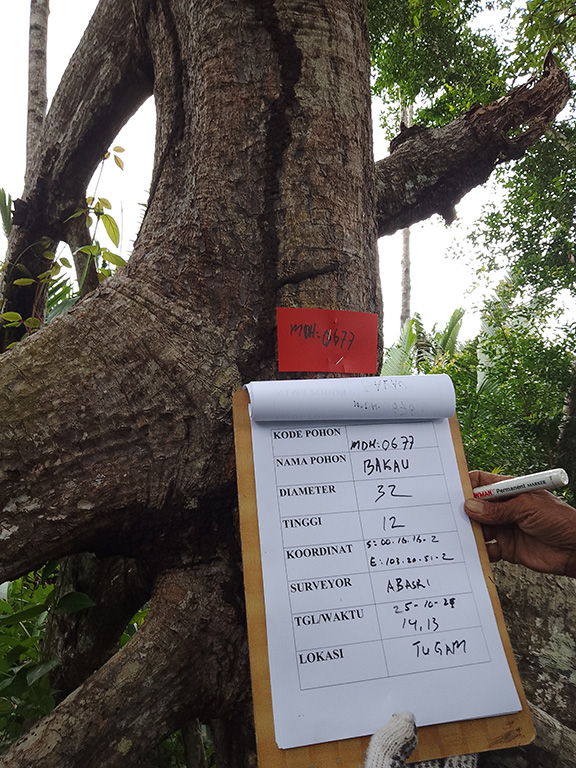 MDH:0677
KODE POHON MDH:0677
NAMA POHON BAKAU
DIAMETER 32
TINGGI 12
KOORDINAT S:00.16.16-2
E:103.20.51-2
SURVEYOR ABASRI
TGL/WAKTU 25-10-25
14,13
LOKASI TUGAM
Permanent MARKER